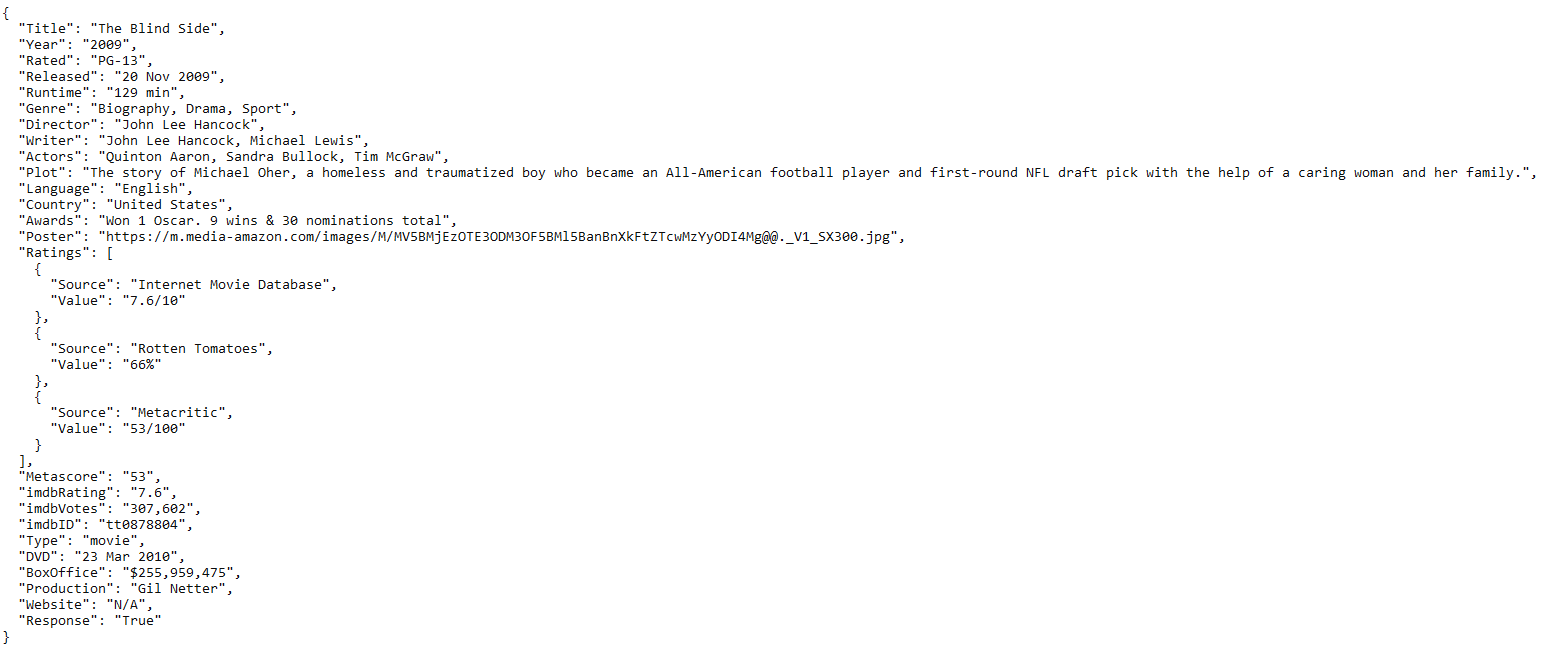 {
  "Title": "The Blind Side",
  "Year": "2009",
  "Rated": "PG-13",
  "Released": "20 Nov 2009",
  "Runtime": "129 min",
  "Genre": "Biography, Drama, Sport",
  "Director": "John Lee Hancock",
  "Writer": "John Lee Hancock, Michael Lewis",
  "Actors": "Quinton Aaron, Sandra Bullock, Tim McGraw",
  "Plot": "The story of Michael Oher, a homeless and traumatized boy who became an All-American football player and first-round NFL draft pick with the help of a caring woman and her family.",
  "Language": "English",
  "Country": "United States",
  "Awards": "Won 1 Oscar. 9 wins & 30 nominations total",
  "Poster": "https://m.media-amazon.com/images/M/MV5BMjEzOTE3ODM3OF5BMl5BanBnXkFtZTcwMzYyODI4Mg@@._V1_SX300.jpg",
  "Ratings": [
    {
      "Source": "Internet Movie Database",
      "Value": "7.6/10"
    },
    {
      "Source": "Rotten Tomatoes",
      "Value": "66%"
    },
    {
      "Source": "Metacritic",
      "Value": "53/100"
    }
  ],
  "Metascore": "53",
  "imdbRating": "7.6",
  "imdbVotes": "307,602",
  "imdbID": "tt0878804",
  "Type": "movie",
  "DVD": "23 Mar 2010",
  "BoxOffice": "$255,959,475",
  "Production": "Gil Netter",
  "Website": "N/A",
  "Response": "True"
}